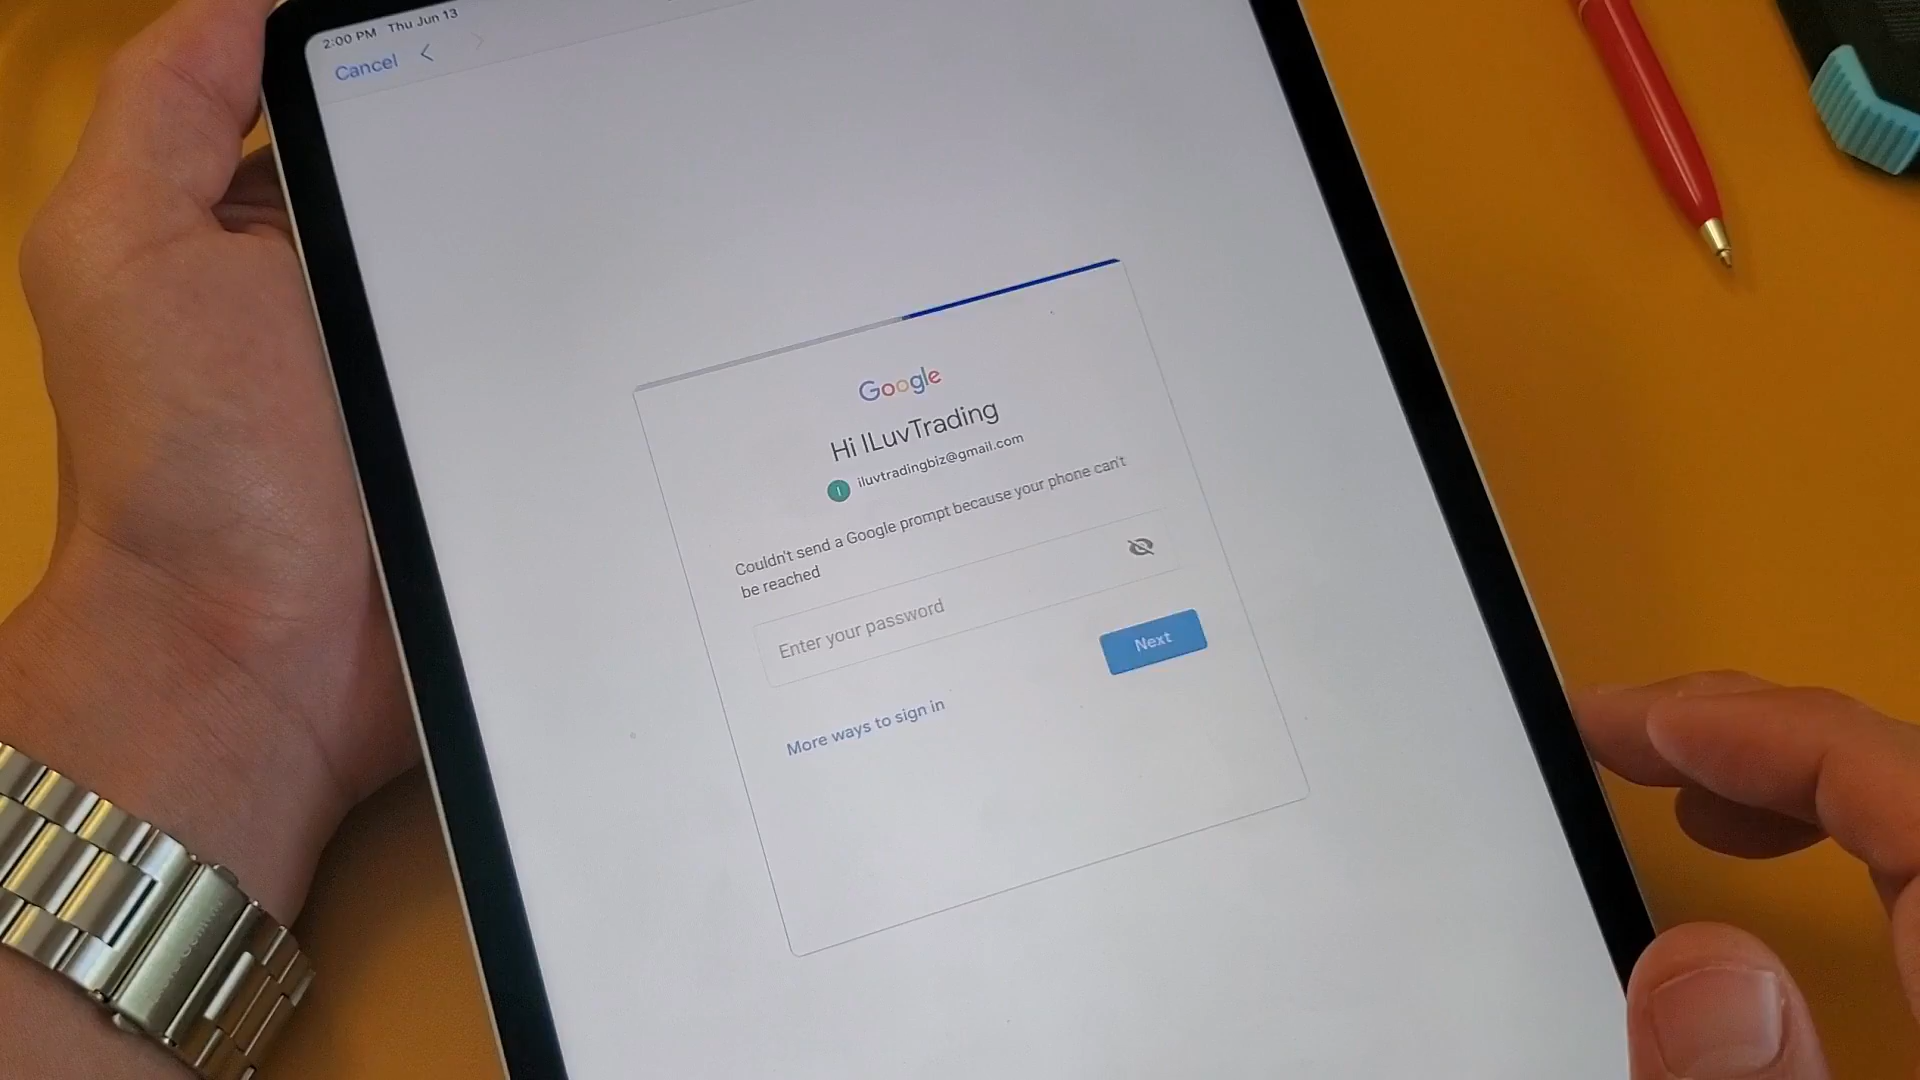 2:00 PM Thu Jun 13
Cancel
Google
Hi ILuvTrading
iluvtradingbiz@gmail.com
Couldn't send a Google prompt because your phone can't
be reached
Enter your password
Next
More ways to sign in